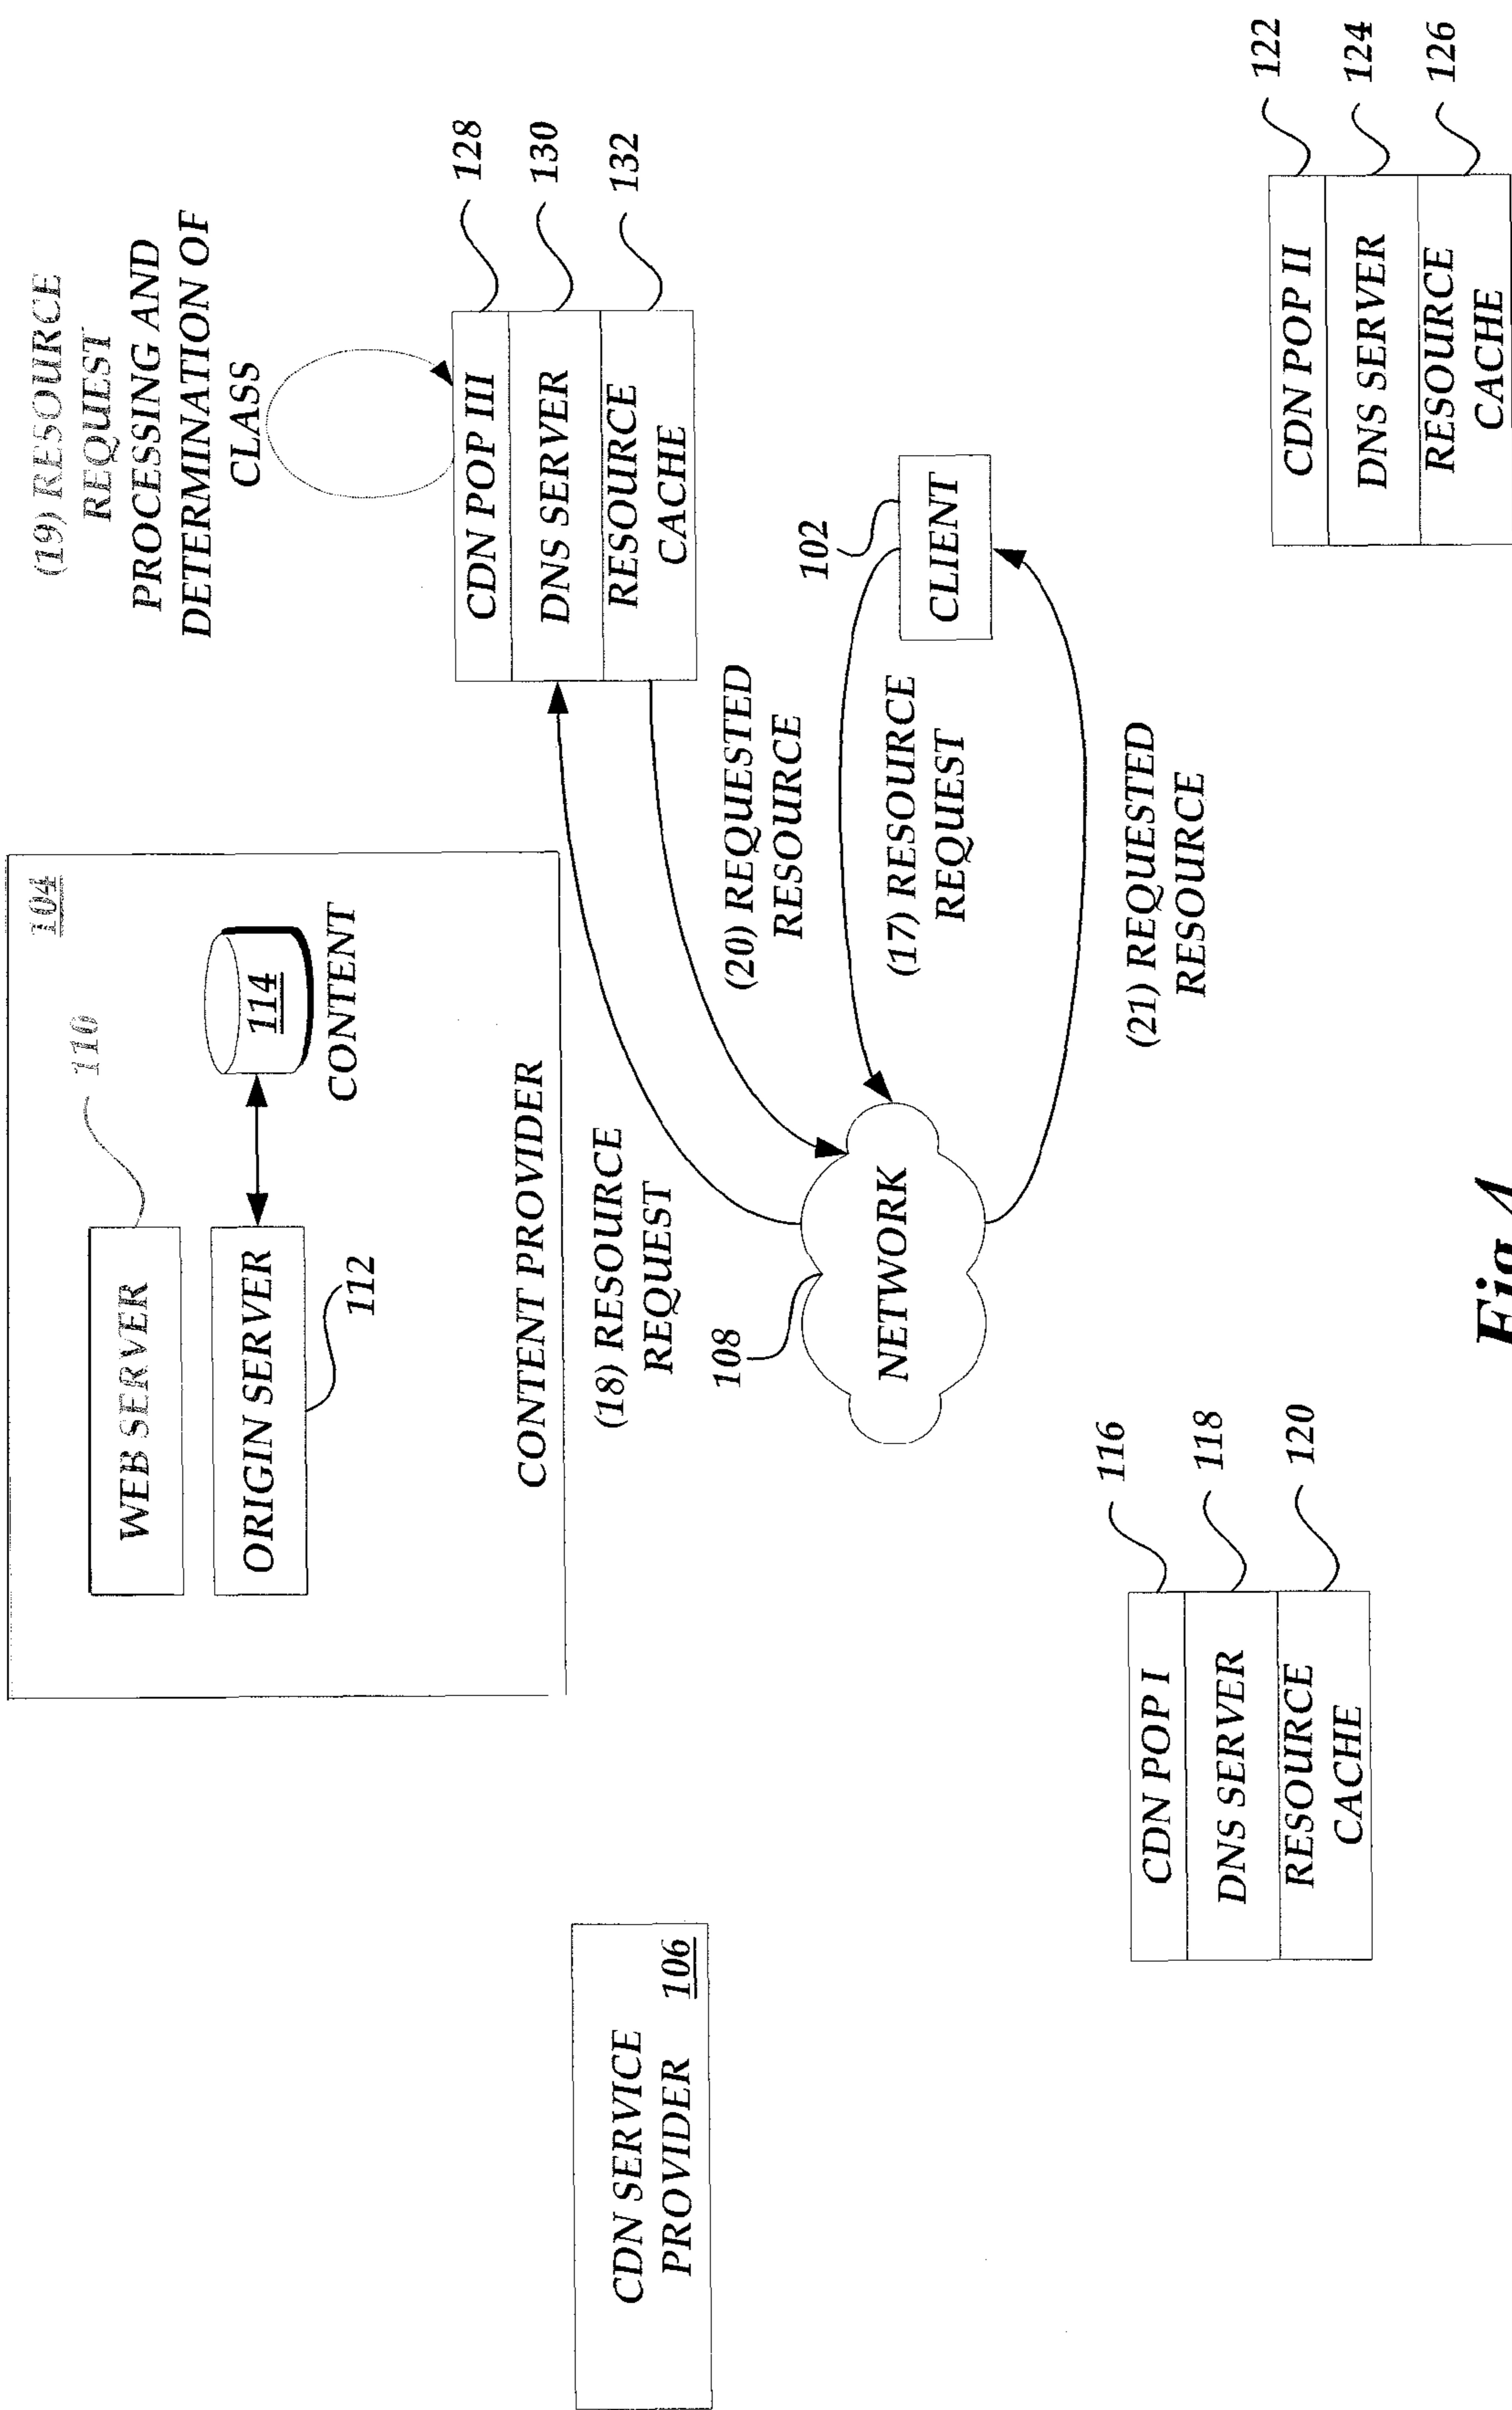 104
WEB SERVER
110
ORIGIN SERVER
112
114
CONTENT
CONTENT PROVIDER
CDN SERVICE
PROVIDER 106
(19) RESOURCE
REQUEST
PROCESSING AND
DETERMINATION OF
CLASS
CDN POP III
DNS SERVER
RESOURCE
CACHE
128
130
132
(18) RESOURCE
REQUEST
(20) REQUESTED
RESOURCE
108
NETWORK
(17) RESOURCE
REQUEST
102
CLIENT
(21) REQUESTED
RESOURCE
CDN POP I
DNS SERVER
RESOURCE
CACHE
116
118
120
CDN POP II
DNS SERVER
RESOURCE
CACHE
122
124
126
Fig.4.